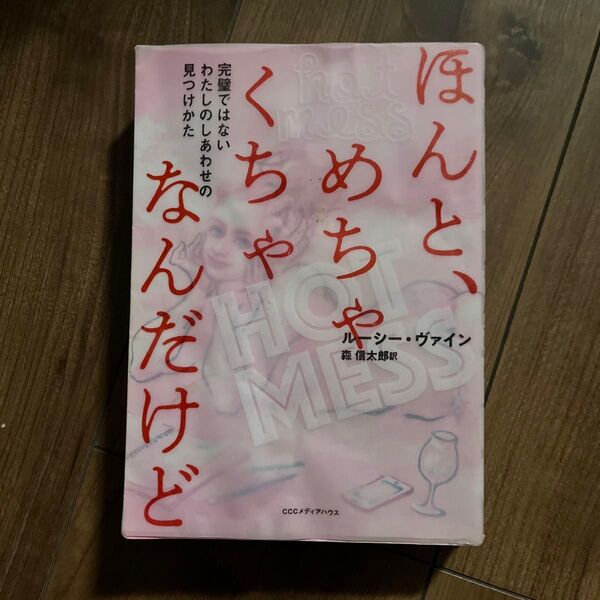 ほんと、
めちゃ
くちゃ
なんだけど
完璧ではない
わたしのしあわせの
見つけかた
hot
mess
HOT
MESS
ルーシー・ヴァイン
森 信太郎訳
CCCメディアハウス